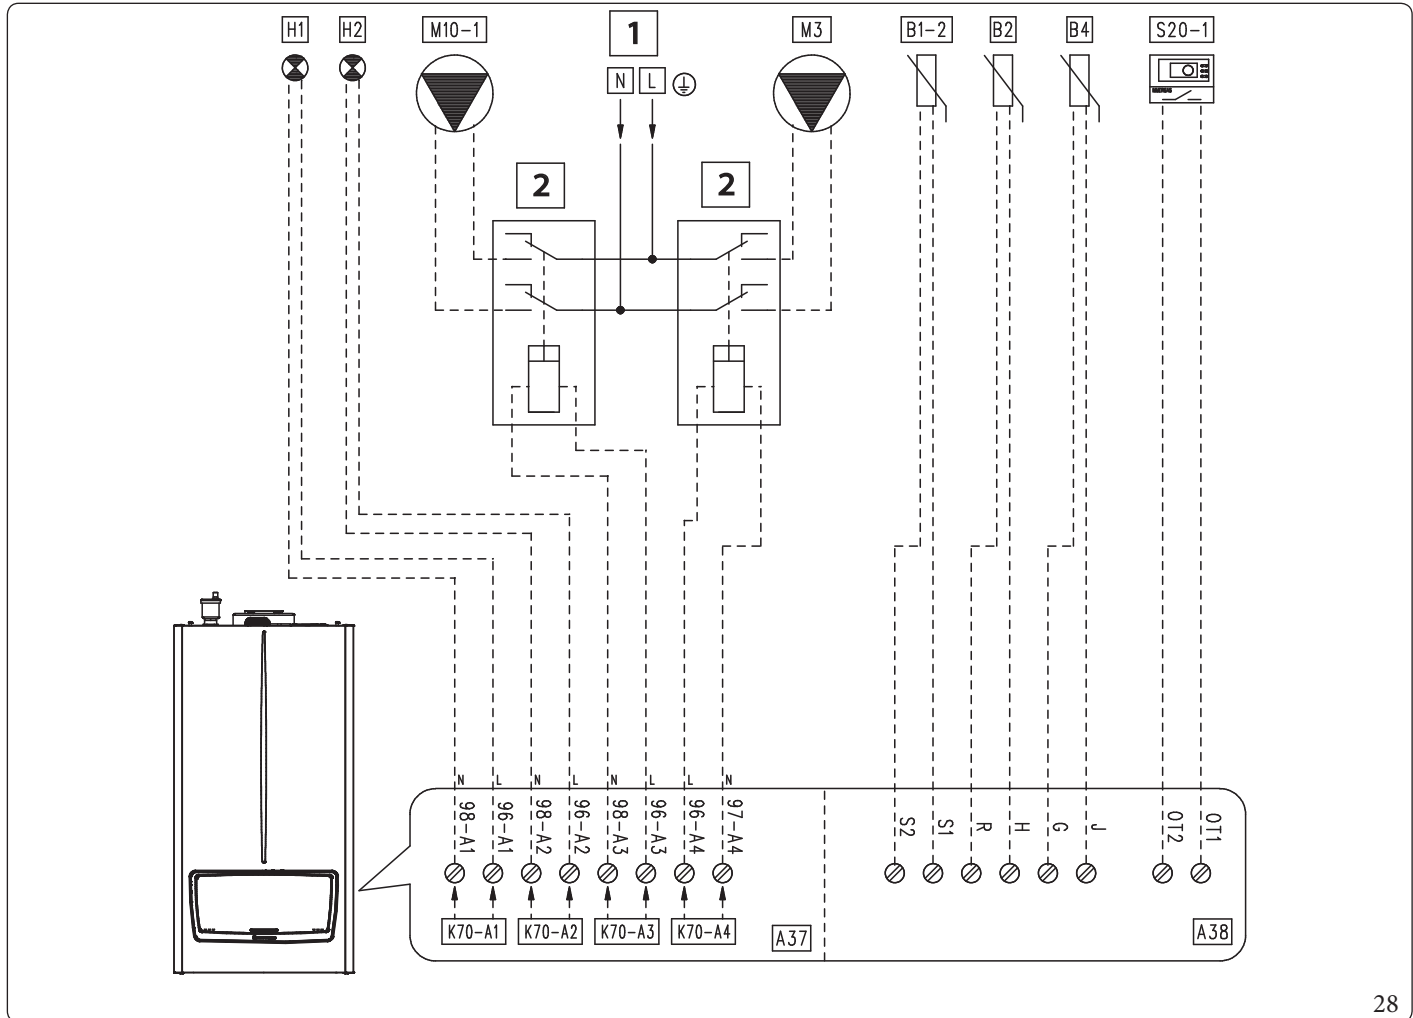 H1 H2 M10-1 1 M3 B1-2 B2 B4 S20-1
N L
IMMERGAS
2 2
N L N L N L L N
98-A1 96-A1 98-A2 96-A2 98-A3 96-A3 96-A4 97-A4 S2 S1 R H G J OT2 OT1
K70-A1 K70-A2 K70-A3 K70-A4 A37 A38
28